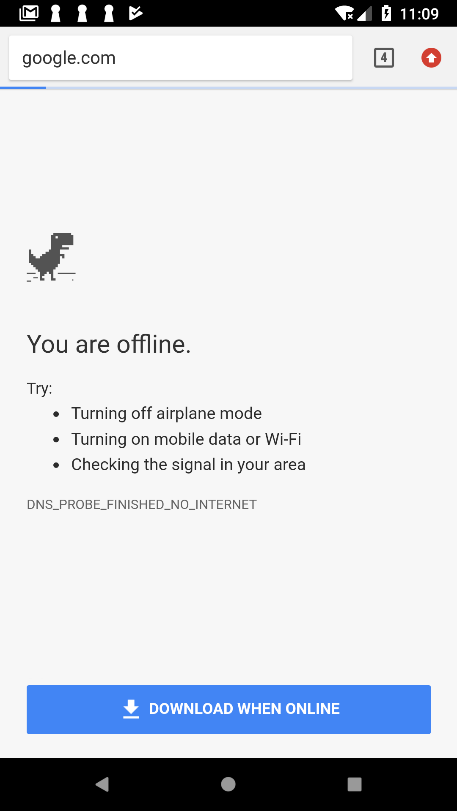 11:09
google.com
4
You are offline.
Try:
• Turning off airplane mode
• Turning on mobile data or Wi-Fi
• Checking the signal in your area
DNS_PROBE_FINISHED_NO_INTERNET
DOWNLOAD WHEN ONLINE